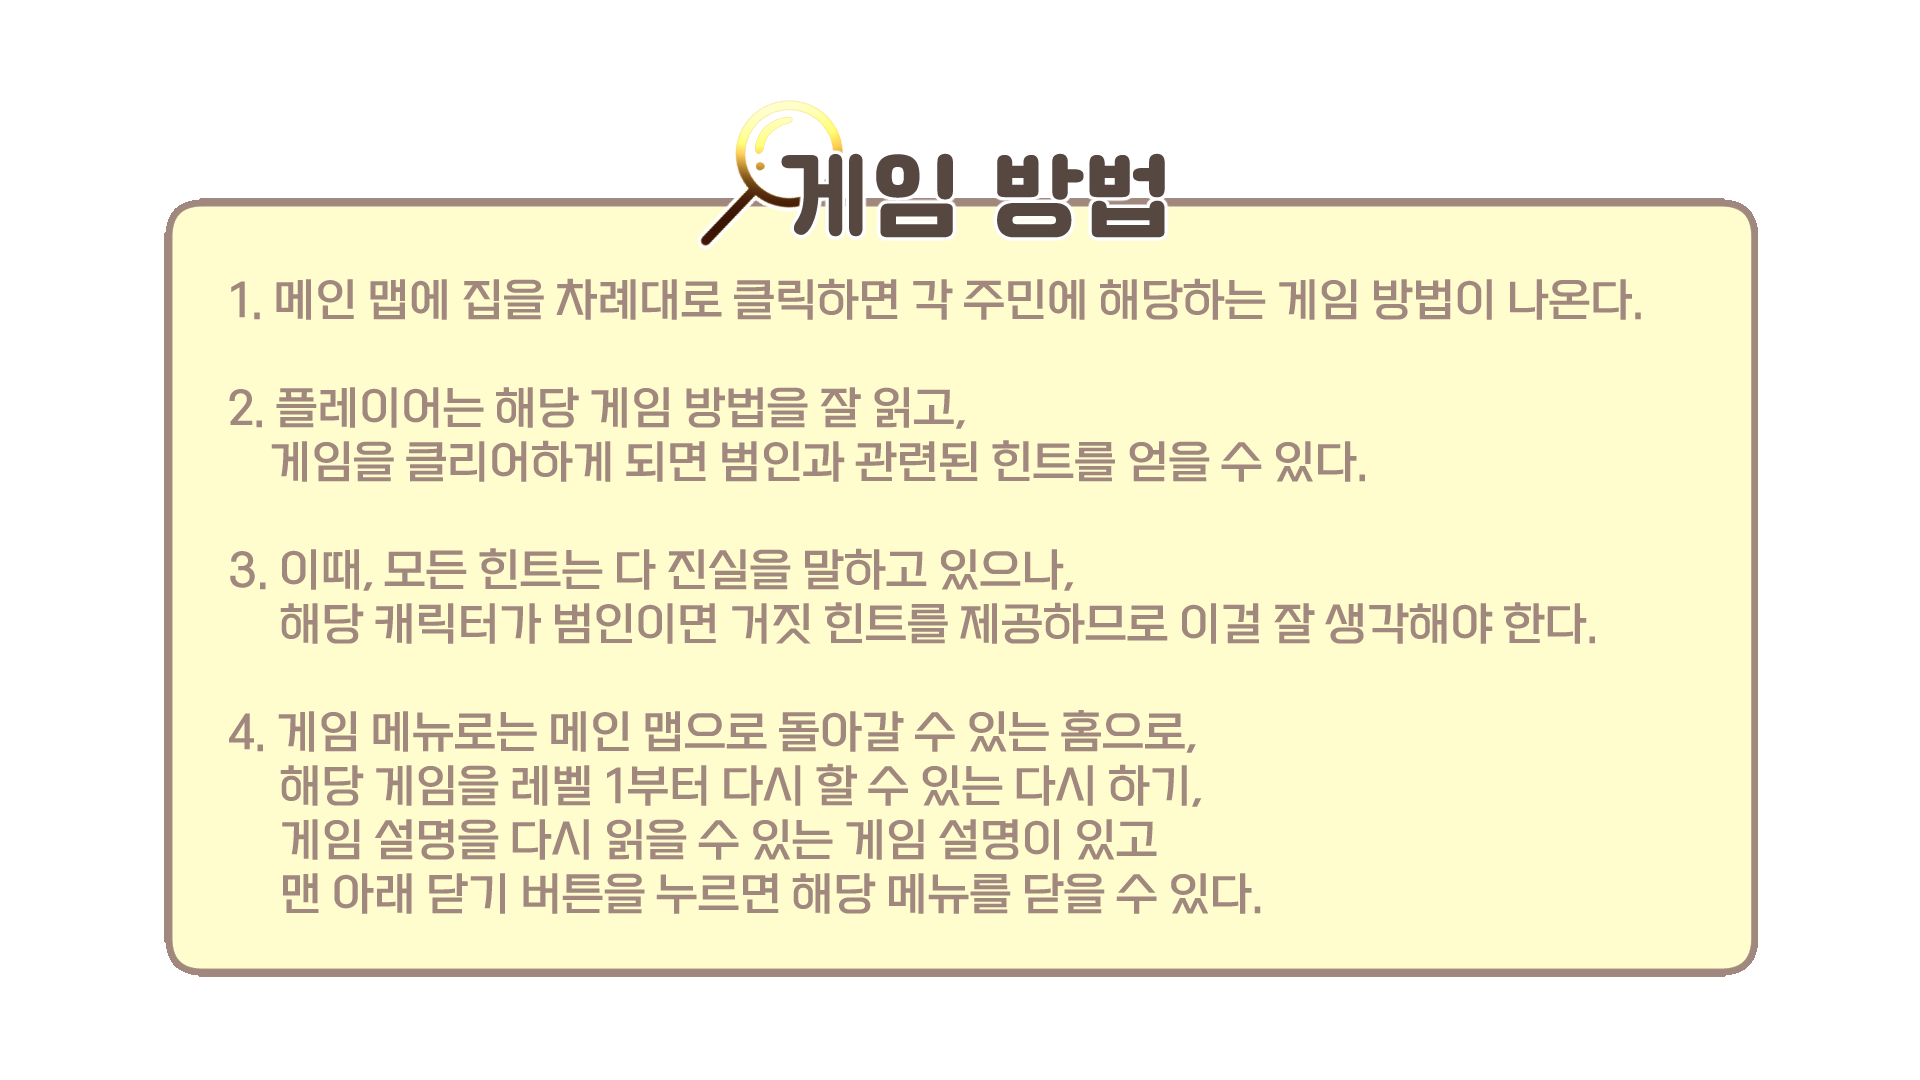 게임 방법
1. 메인 맵에 집을 차례대로 클릭하면 각 주민에 해당하는 게임 방법이 나온다.
2. 플레이어는 해당 게임 방법을 잘 읽고,
게임을 클리어하게 되면 범인과 관련된 힌트를 얻을 수 있다.
3. 이때, 모든 힌트는 다 진실을 말하고 있으나,
해당 캐릭터가 범인이면 거짓 힌트를 제공하므로 이걸 잘 생각해야 한다.
4. 게임 메뉴로는 메인 맵으로 돌아갈 수 있는 홈으로,
해당 게임을 레벨 1부터 다시 할 수 있는 다시 하기,
게임 설명을 다시 읽을 수 있는 게임 설명이 있고
맨 아래 닫기 버튼을 누르면 해당 메뉴를 닫을 수 있다.